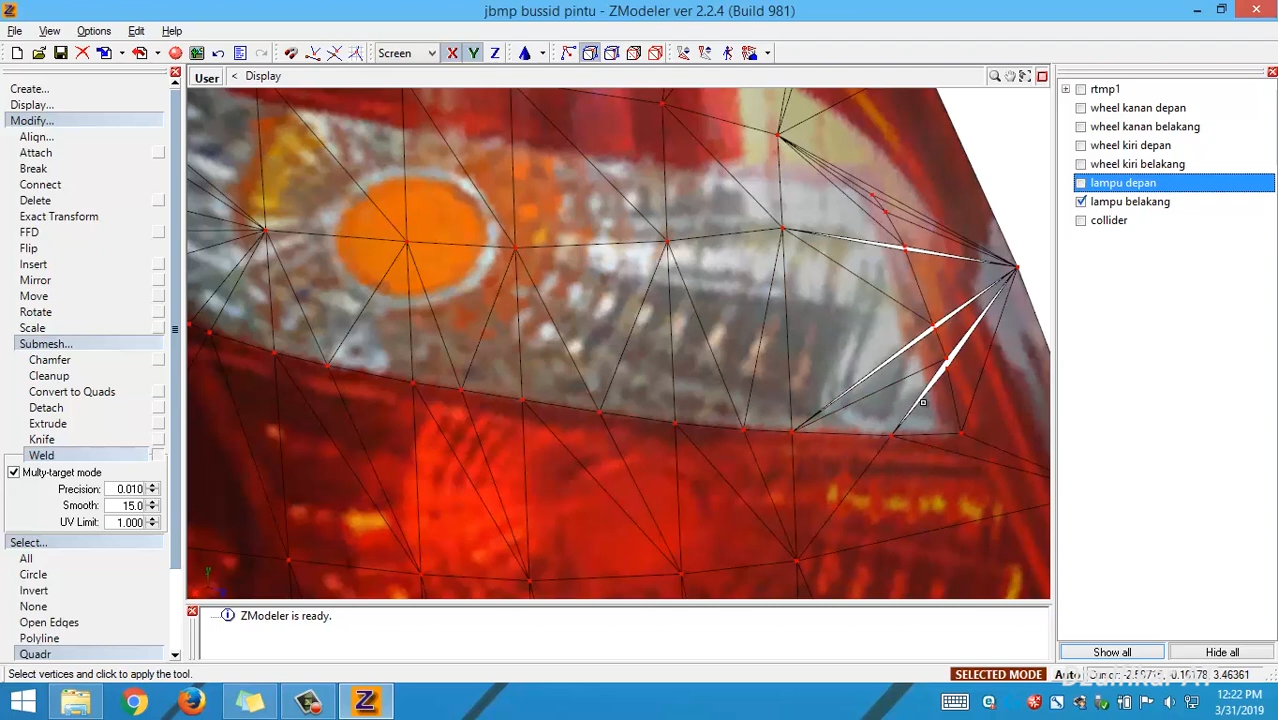 jbmp bussid pintu - ZModeler ver 2.2.4 (Build 981)
File View Options Edit Help
Screen X Y Z
User < Display
Create...
Display...
Modify...
Align...
Attach
Break
Connect
Delete
Exact Transform
FFD
Flip
Insert
Mirror
Move
Rotate
Scale
Submesh...
Chamfer
Cleanup
Convert to Quads
Detach
Extrude
Knife
Weld
Multy-target mode
Precision: 0.010
Smooth: 15.0
UV Limit: 1.000
Select...
All
Circle
Invert
None
Open Edges
Polyline
Quadr
rtmp1
wheel kanan depan
wheel kanan belakang
wheel kiri depan
wheel kiri belakang
lampu depan
lampu belakang
collider
ZModeler is ready.
Show all Hide all
Select vertices and click to apply the tool.
SELECTED MODE Auto
12:22 PM
3/31/2019